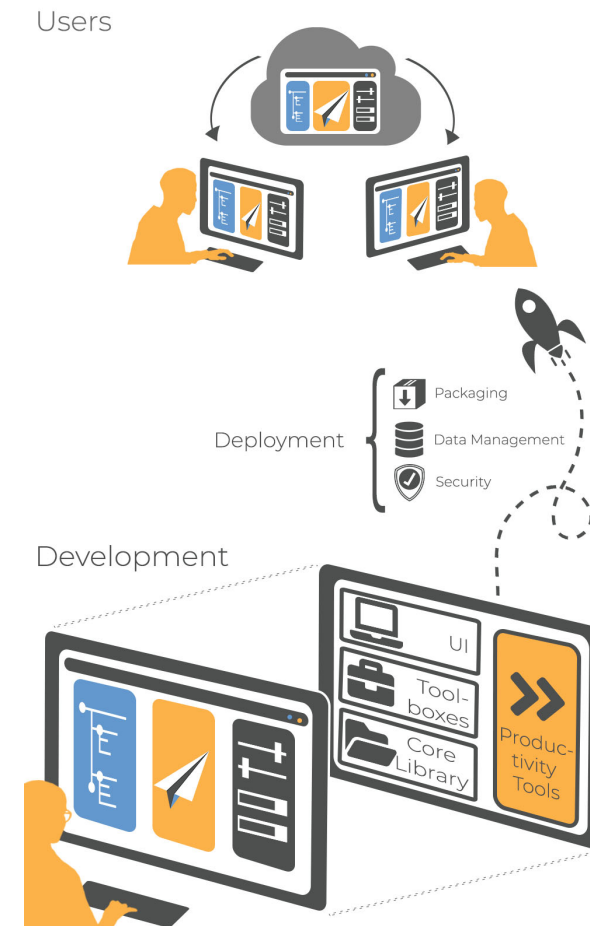 Users
Packaging
Deployment
Data Management
Security
Development
UI
Tool-
boxes
Core
Library
Produc-
tivity
Tools